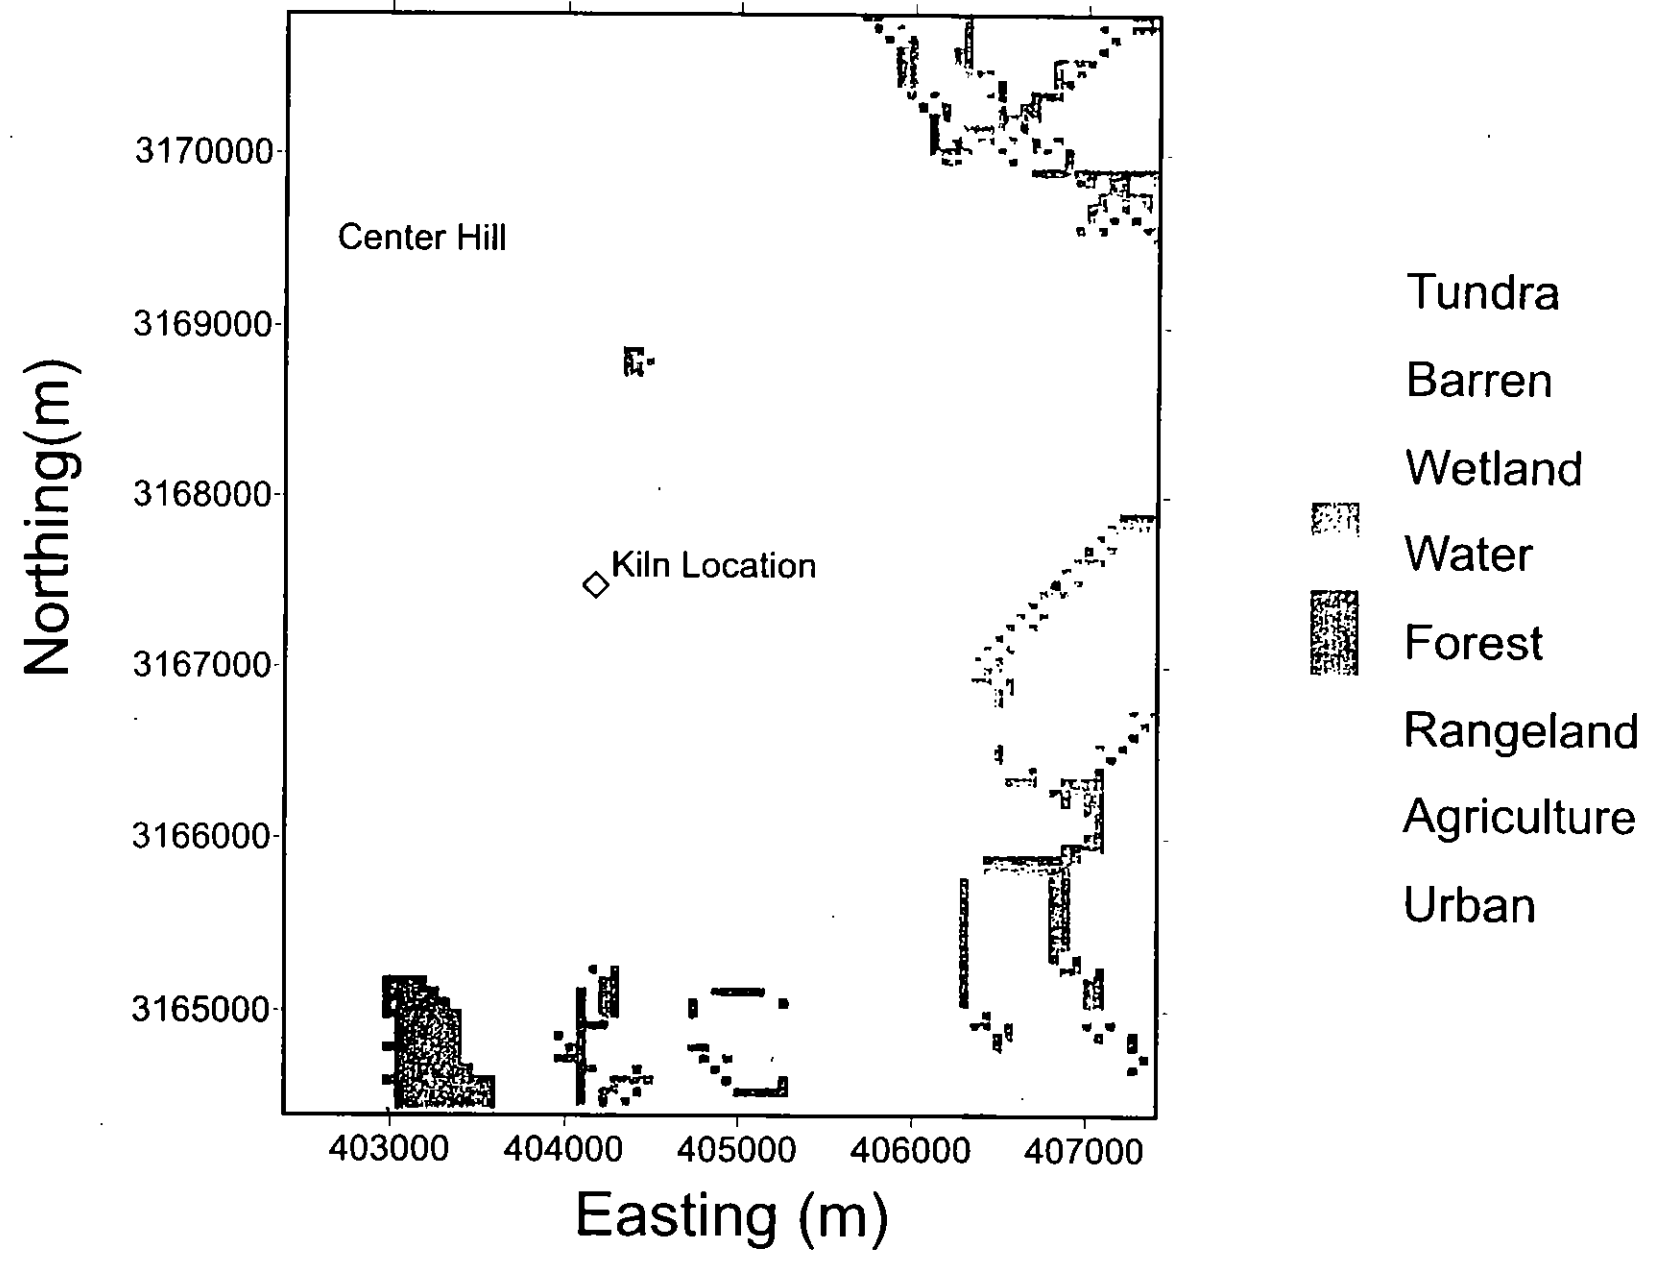 3170000
Center Hill
3169000
3168000
Kiln Location
3167000
3166000
3165000
Northing(m)
403000 404000 405000 406000 407000
Easting (m)
Tundra
Barren
Wetland
Water
Forest
Rangeland
Agriculture
Urban